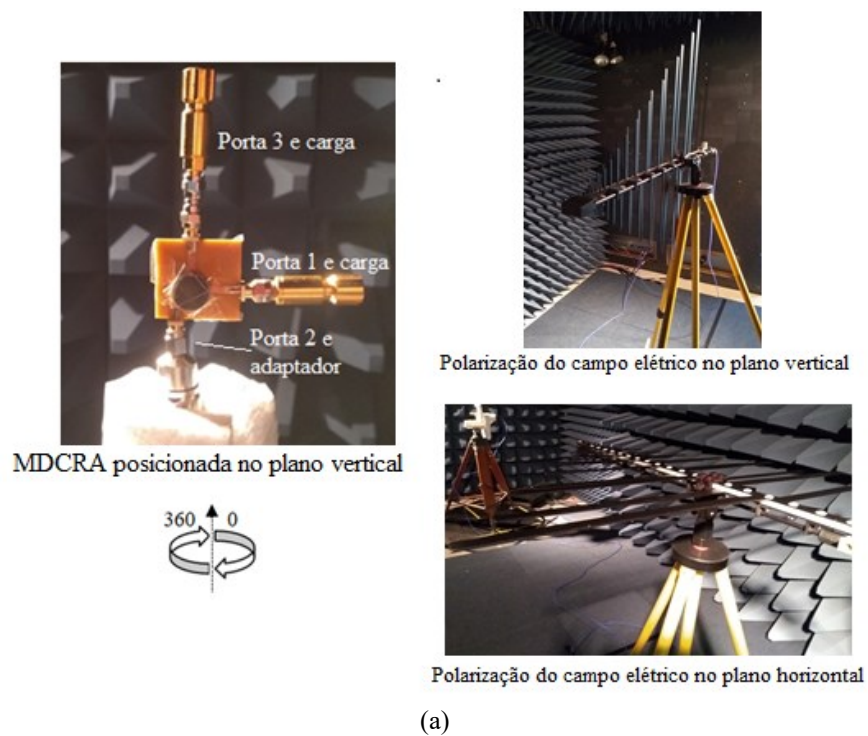 Porta 3 e carga
Porta 1 e carga
Porta 2 e
adaptador
MDCRA posicionada no plano vertical
360 0
Polarização do campo elétrico no plano vertical
Polarização do campo elétrico no plano horizontal
(a)